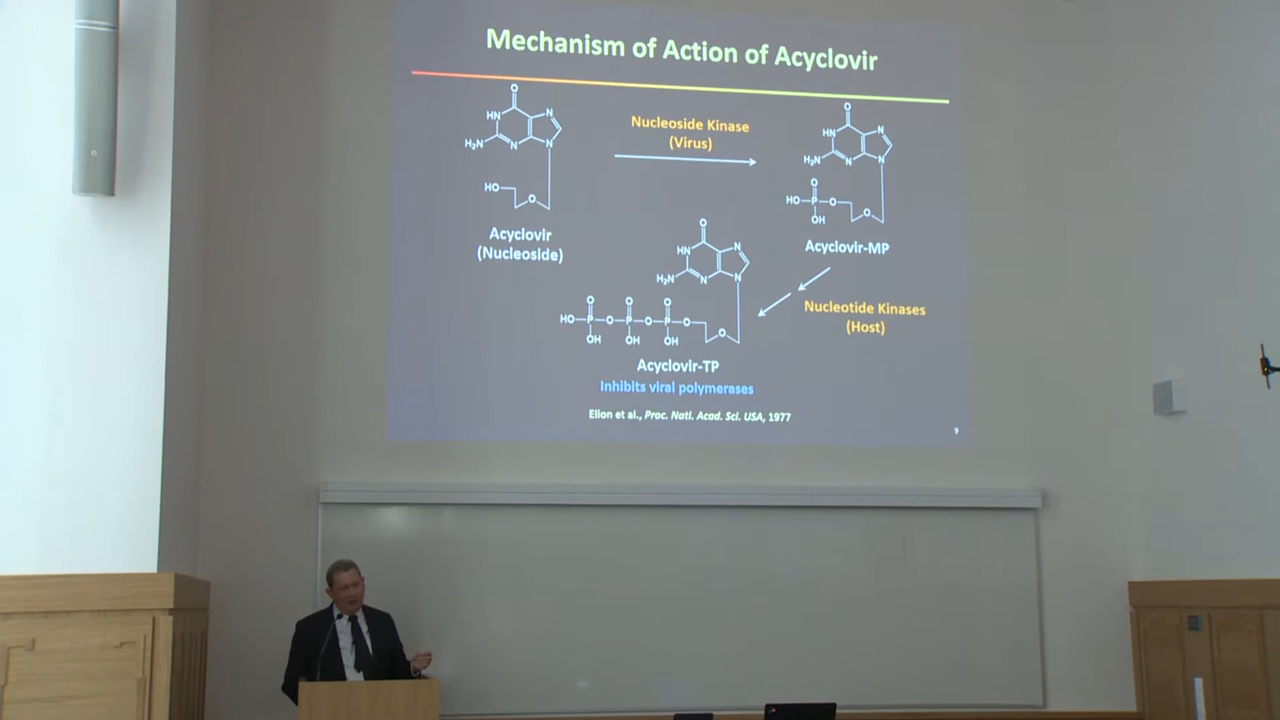 Mechanism of Action of Acyclovir
O
HN
N
H₂N
N
N
HO
O
Acyclovir
(Nucleoside)
Nucleoside Kinase
(Virus)
O
HN
N
H₂N
N
N
O
HO
P
O
OH
O
Acyclovir-MP
Nucleotide Kinases
(Host)
O
HN
N
H₂N
N
N
O
O
O
HO
P
O
P
O
P
O
OH
OH
OH
O
Acyclovir-TP
Inhibits viral polymerases
Elion et al., Proc. Natl. Acad. Sci. USA, 1977
9